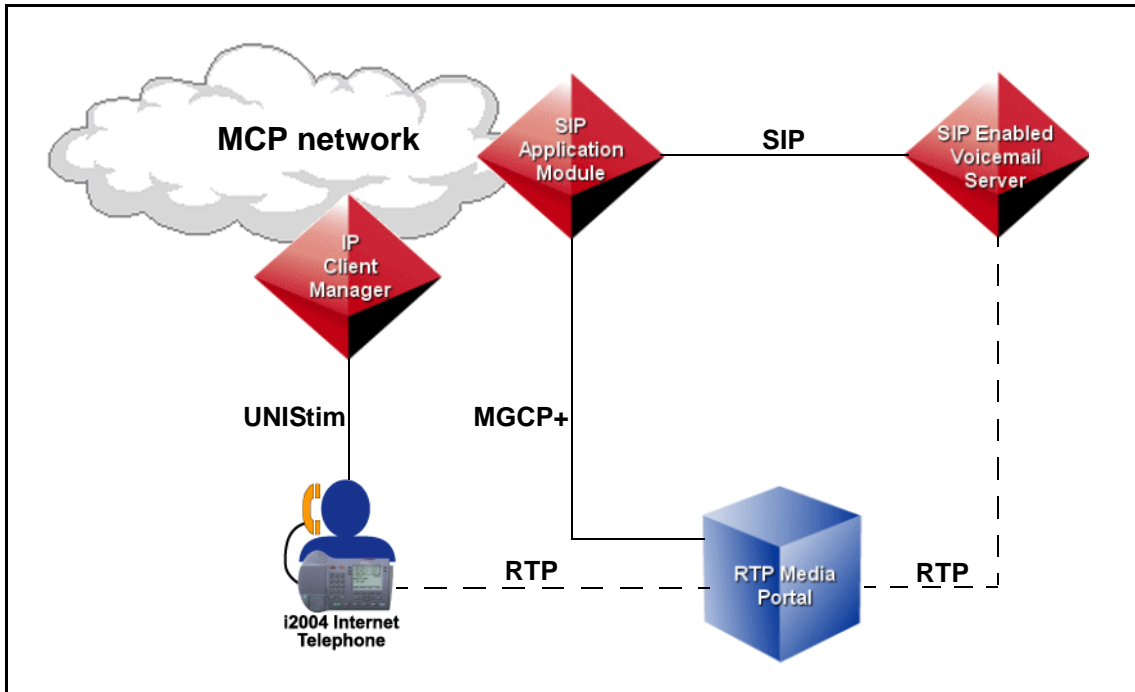 MCP network
SIP
Application
Module
SIP
SIP Enabled
Voicemail
Server
IP
Client
Manager
UNIStim
MGCP+
RTP
RTP Media
Portal
RTP
i2004 Internet
Telephone